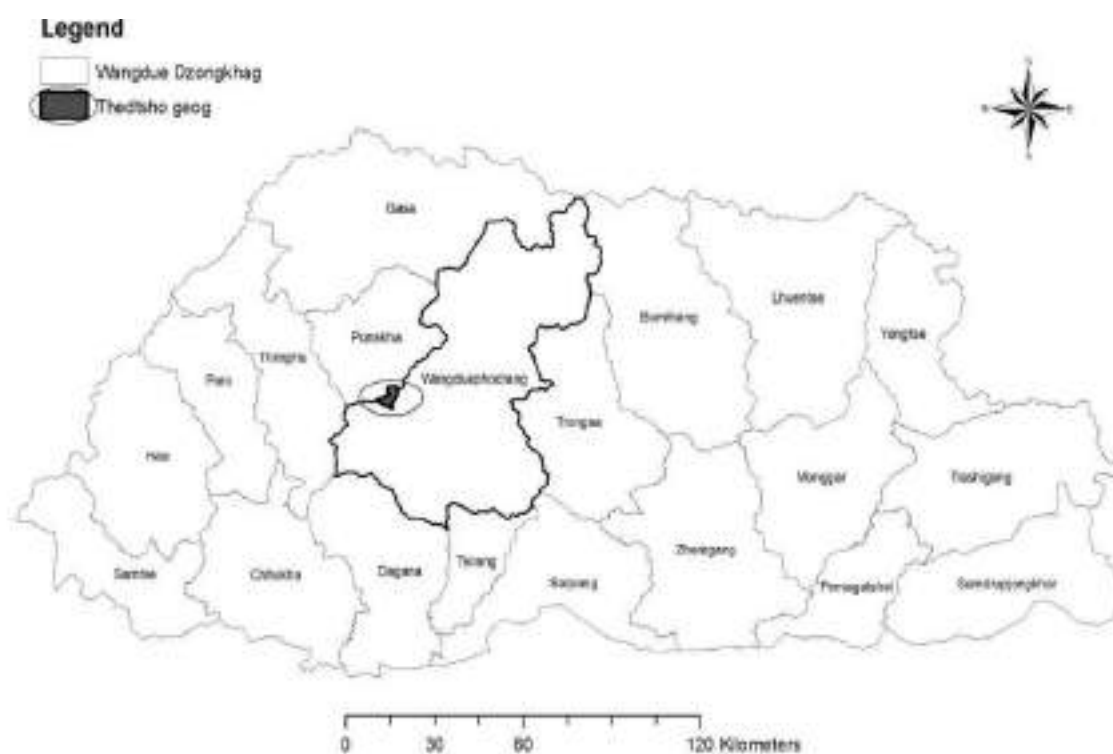 Legend
Wangdue Dzongkhag
Thedtsho geog
Gasa
Punakha
Thimphu
Paro
Haa
Wangduephodrang
Bumthang
Lhuentse
Yangtse
Trongsa
Monggar
Trashigang
Samtse
Chhukha
Dagana
Tsirang
Sarpang
Zhemgang
Pemagatshel
Samdrupjongkhar
0 30 60 120 Kilometers